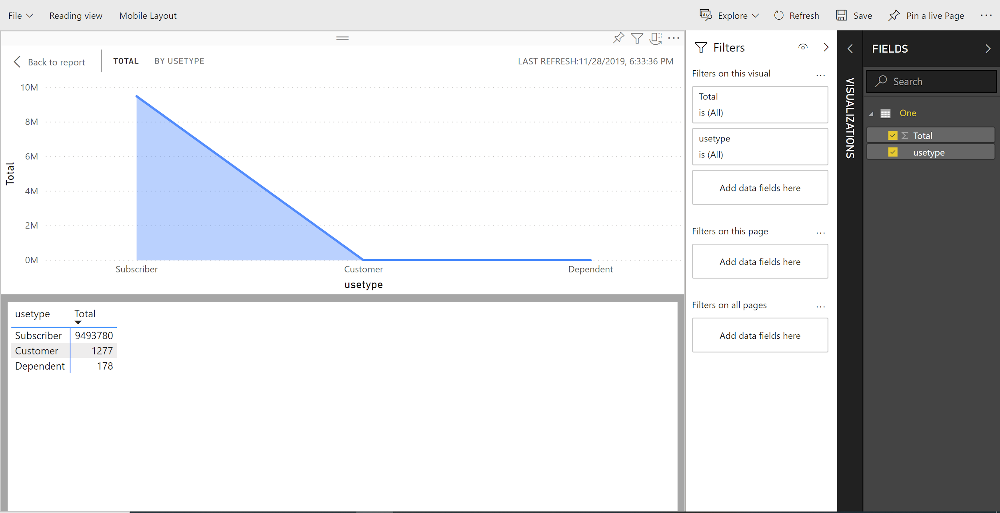 File
Reading view
Mobile Layout
Explore
Refresh
Save
Pin a live Page
Back to report
TOTAL
BY USETYPE
LAST REFRESH:11/28/2019, 6:33:36 PM
10M
8M
6M
4M
2M
0M
Total
Subscriber
Customer
Dependent
usetype
usetype Total
Subscriber 9493780
Customer 1277
Dependent 178
Filters
Filters on this visual
Total
is (All)
usetype
is (All)
Add data fields here
Filters on this page
Add data fields here
Filters on all pages
Add data fields here
VISUALIZATIONS
FIELDS
Search
One
Total
usetype